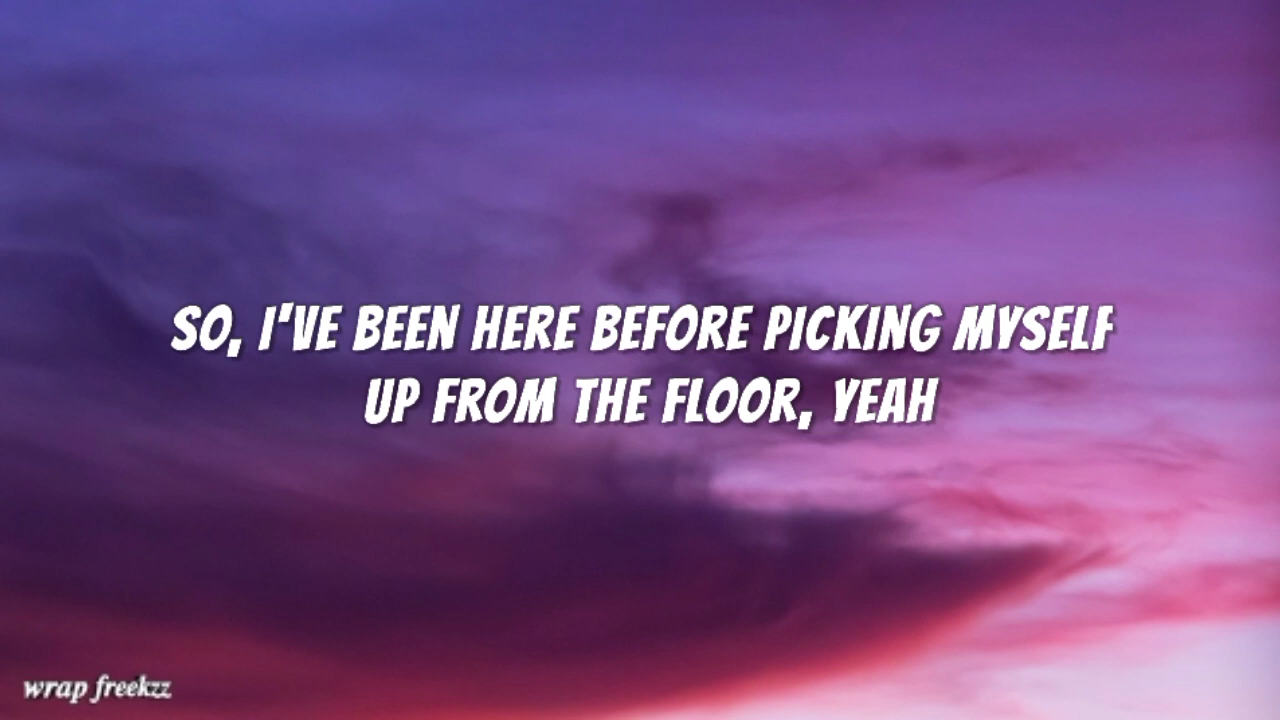 SO, I'VE BEEN HERE BEFORE PICKING MYSELF
UP FROM THE FLOOR, YEAH
wrap freekzz